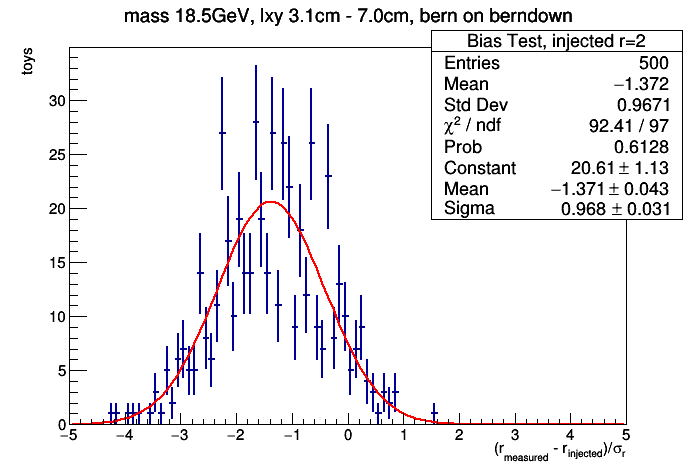 mass 18.5GeV, lxy 3.1cm - 7.0cm, bern on berndown
Bias Test, injected r=2
Entries 500
Mean −1.372
Std Dev 0.9671
χ² / ndf 92.41 / 97
Prob 0.6128
Constant 20.61 ± 1.13
Mean −1.371 ± 0.043
Sigma 0.968 ± 0.031
toys
30
25
20
15
10
5
0
−5 −4 −3 −2 −1 0 1 2 3 4 5
(r_measured - r_injected)/σ_r